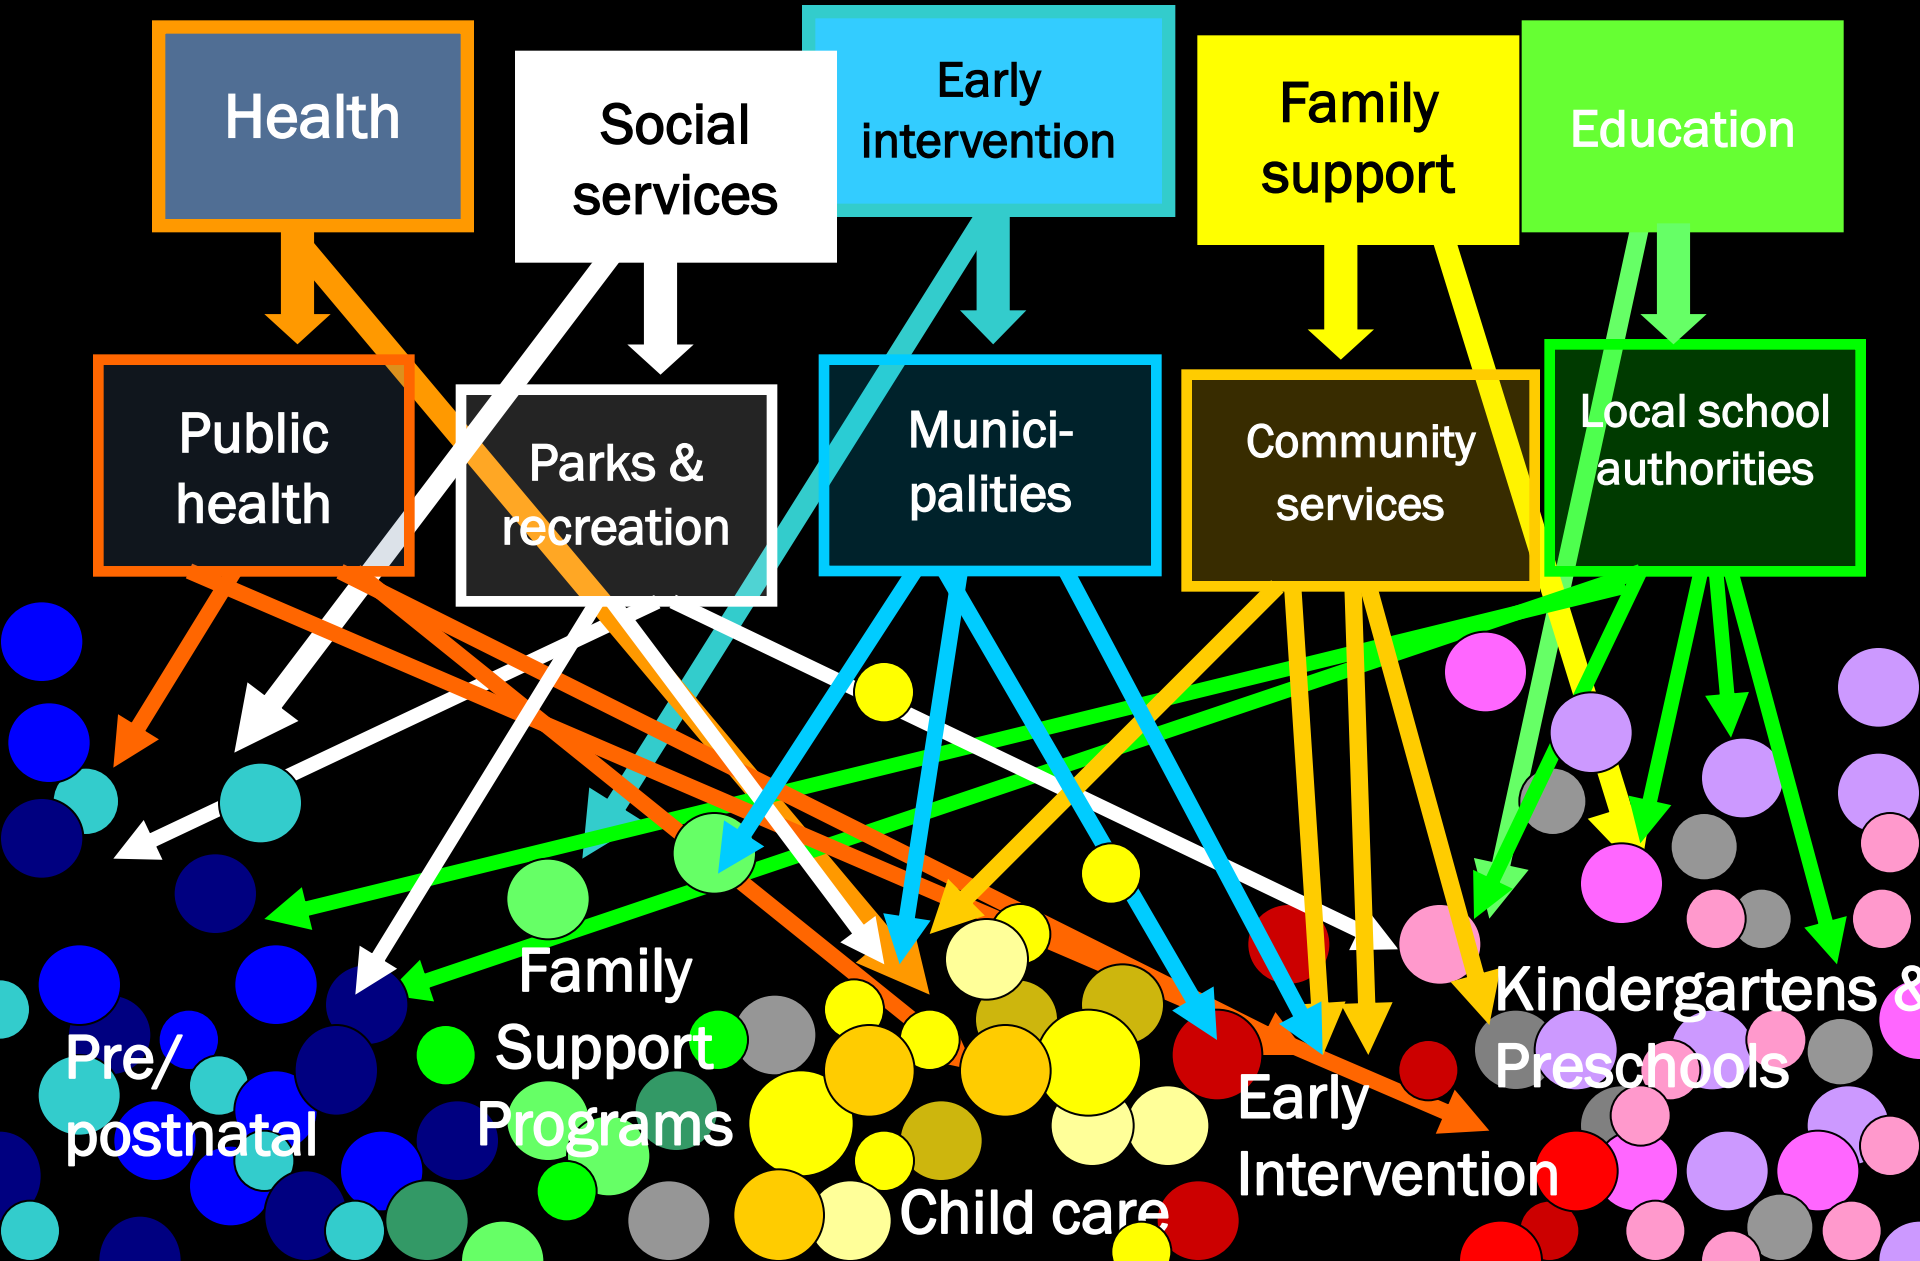 Health
Social
services
Early
intervention
Family
support
Education
Public
health
Parks &
recreation
Munici-
palities
Community
services
Local school
authorities
Pre/
postnatal
Family
Support
Programs
Child care
Early
Intervention
Kindergartens &
Preschools